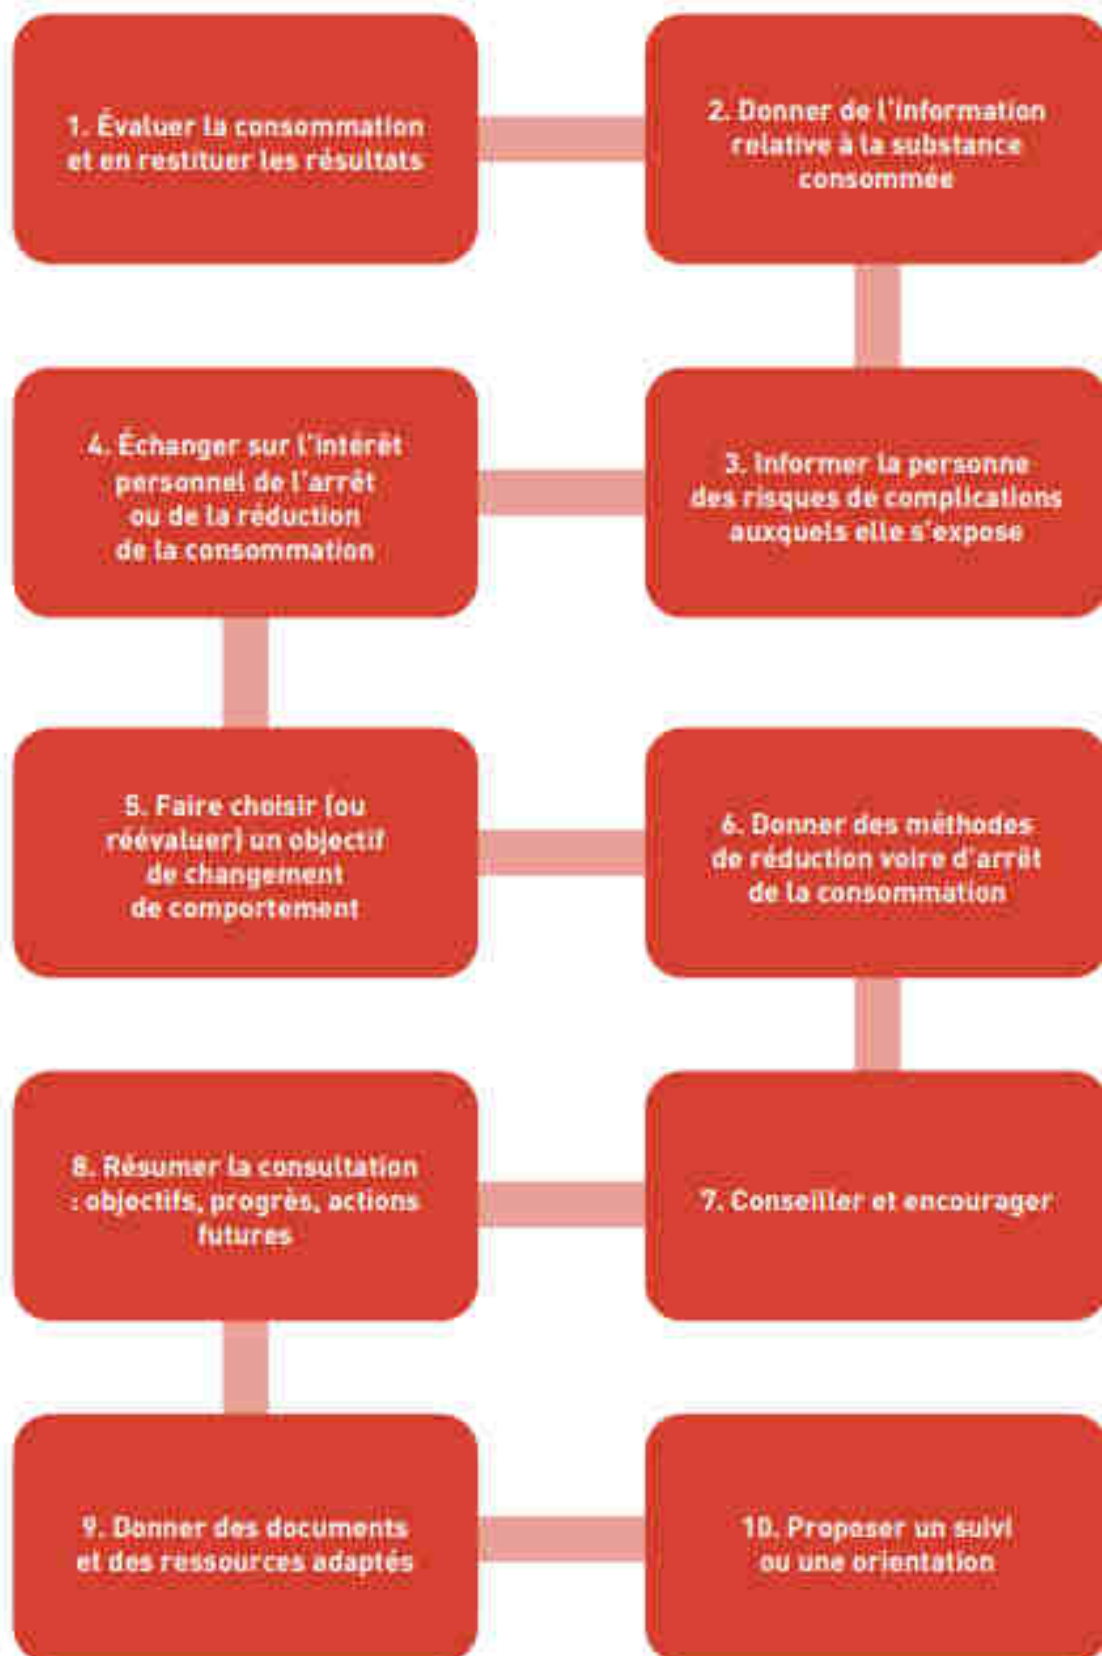 1. Évaluer la consommation
et en restituer les résultats
2. Donner de l'information
relative à la substance
consommée
3. Informer la personne
des risques de complications
auxquels elle s'expose
4. Échanger sur l'intérêt
personnel de l'arrêt
ou de la réduction
de la consommation
5. Faire choisir (ou
réévaluer) un objectif
de changement
de comportement
6. Donner des méthodes
de réduction voire d'arrêt
de la consommation
7. Conseiller et encourager
8. Résumer la consultation
: objectifs, progrès, actions
futures
9. Donner des documents
et des ressources adaptés
10. Proposer un suivi
ou une orientation